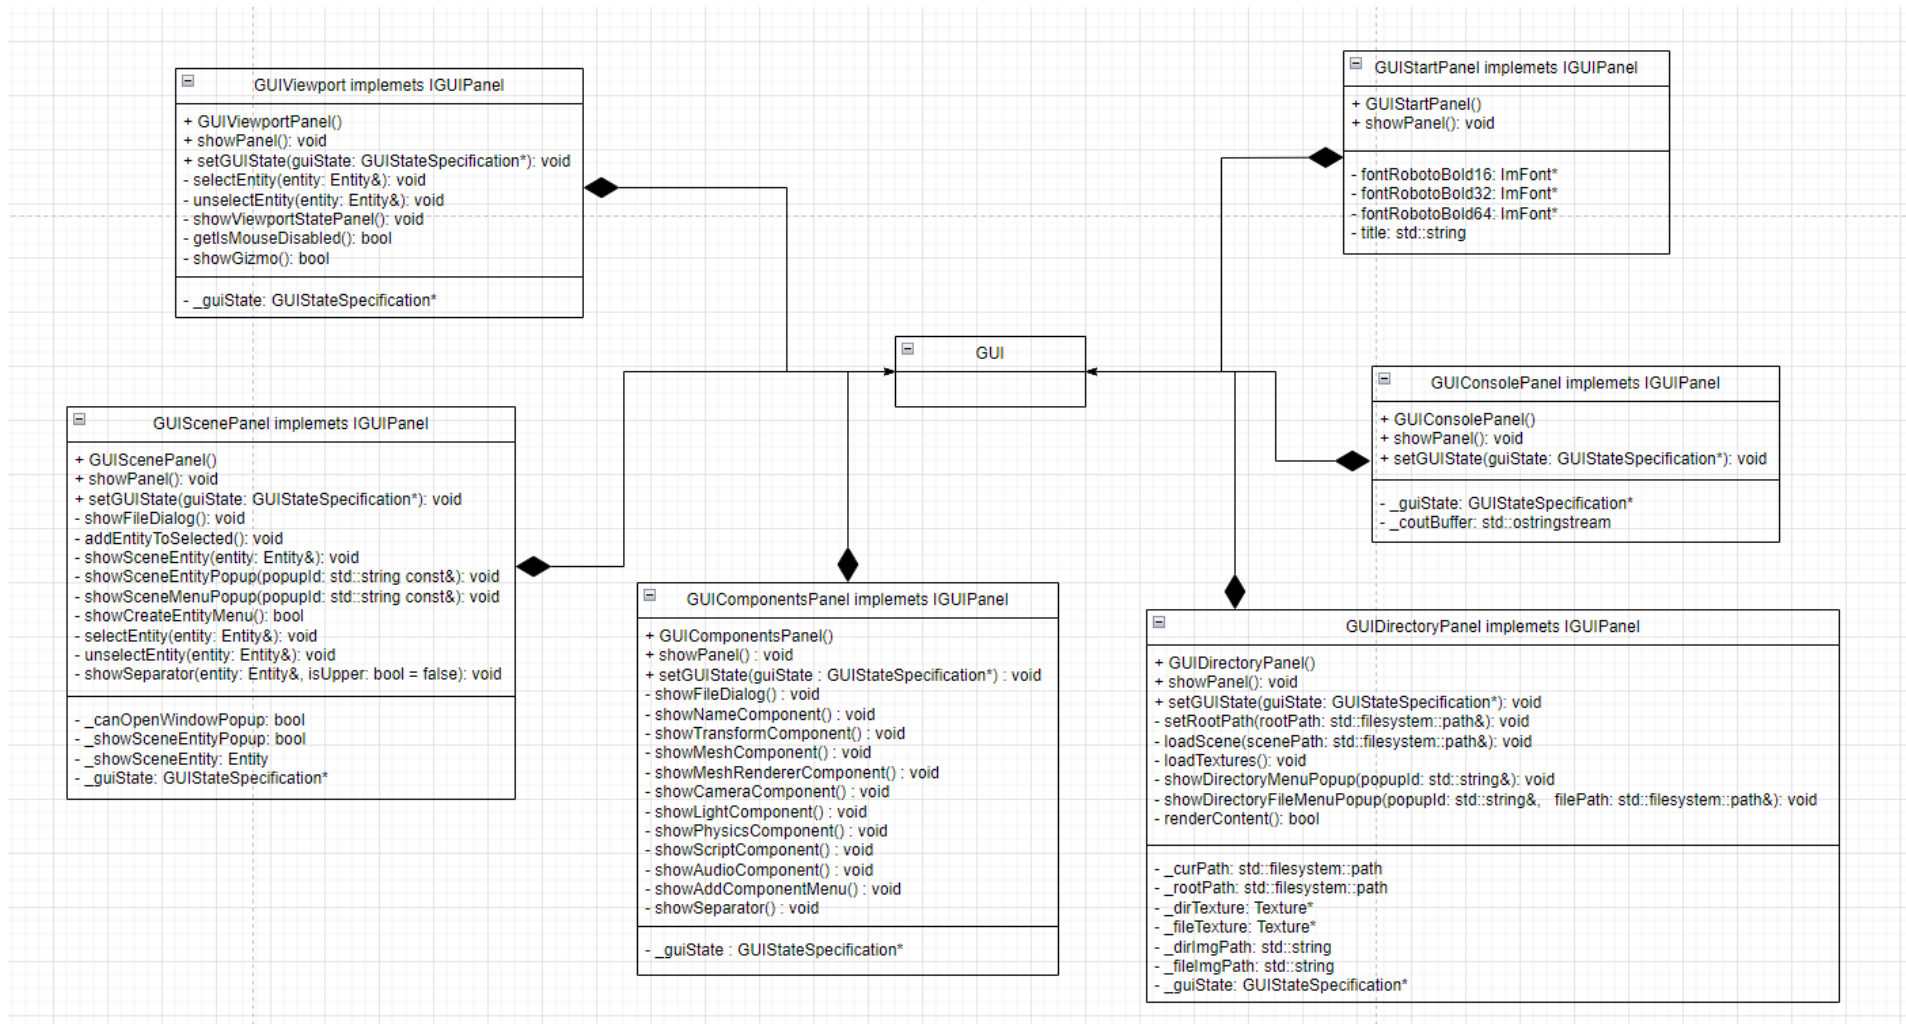 GUIViewport implemets IGUIPanel
+ GUIViewportPanel()
+ showPanel(): void
+ setGUIState(guiState: GUIStateSpecification*): void
- selectEntity(entity: Entity&): void
- unselectEntity(entity: Entity&): void
- showViewportStatePanel(): void
- getIsMouseDisabled(): bool
- showGizmo(): bool
- _guiState: GUIStateSpecification*
GUIStartPanel implemets IGUIPanel
+ GUIStartPanel()
+ showPanel(): void
- fontRobotoBold16: ImFont*
- fontRobotoBold32: ImFont*
- fontRobotoBold64: ImFont*
- title: std::string
GUI
GUIConsolePanel implemets IGUIPanel
+ GUIConsolePanel()
+ showPanel(): void
+ setGUIState(guiState: GUIStateSpecification*): void
- _guiState: GUIStateSpecification*
- _coutBuffer: std::ostringstream
GUIScenePanel implemets IGUIPanel
+ GUIScenePanel()
+ showPanel(): void
+ setGUIState(guiState: GUIStateSpecification*): void
- showFileDialog(): void
- addEntityToSelected(): void
- showSceneEntity(entity: Entity&): void
- showSceneEntityPopup(popupId: std::string const&): void
- showSceneMenuPopup(popupId: std::string const&): void
- showCreateEntityMenu(): bool
- selectEntity(entity: Entity&): void
- unselectEntity(entity: Entity&): void
- showSeparator(entity: Entity&, isUpper: bool = false): void
- _canOpenWindowPopup: bool
- _showSceneEntityPopup: bool
- _showSceneEntity: Entity
- _guiState: GUIStateSpecification*
GUIComponentsPanel implemets IGUIPanel
+ GUIComponentsPanel()
+ showPanel() : void
+ setGUIState(guiState : GUIStateSpecification*) : void
- showFileDialog() : void
- showNameComponent() : void
- showTransformComponent() : void
- showMeshComponent() : void
- showMeshRendererComponent() : void
- showCameraComponent() : void
- showLightComponent() : void
- showPhysicsComponent() : void
- showScriptComponent() : void
- showAudioComponent() : void
- showAddComponentMenu() : void
- showSeparator() : void
- _guiState : GUIStateSpecification*
GUIDirectoryPanel implemets IGUIPanel
+ GUIDirectoryPanel()
+ showPanel(): void
+ setGUIState(guiState: GUIStateSpecification*): void
- setRootPath(rootPath: std::filesystem::path&): void
- loadScene(scenePath: std::filesystem::path&): void
- loadTextures(): void
- showDirectoryMenuPopup(popupId: std::string&): void
- showDirectoryFileMenuPopup(popupId: std::string&, filePath: std::filesystem::path&): void
- renderContent(): bool
- _curPath: std::filesystem::path
- _rootPath: std::filesystem::path
- _dirTexture: Texture*
- _fileTexture: Texture*
- _dirImgPath: std::string
- _fileImgPath: std::string
- _guiState: GUIStateSpecification*